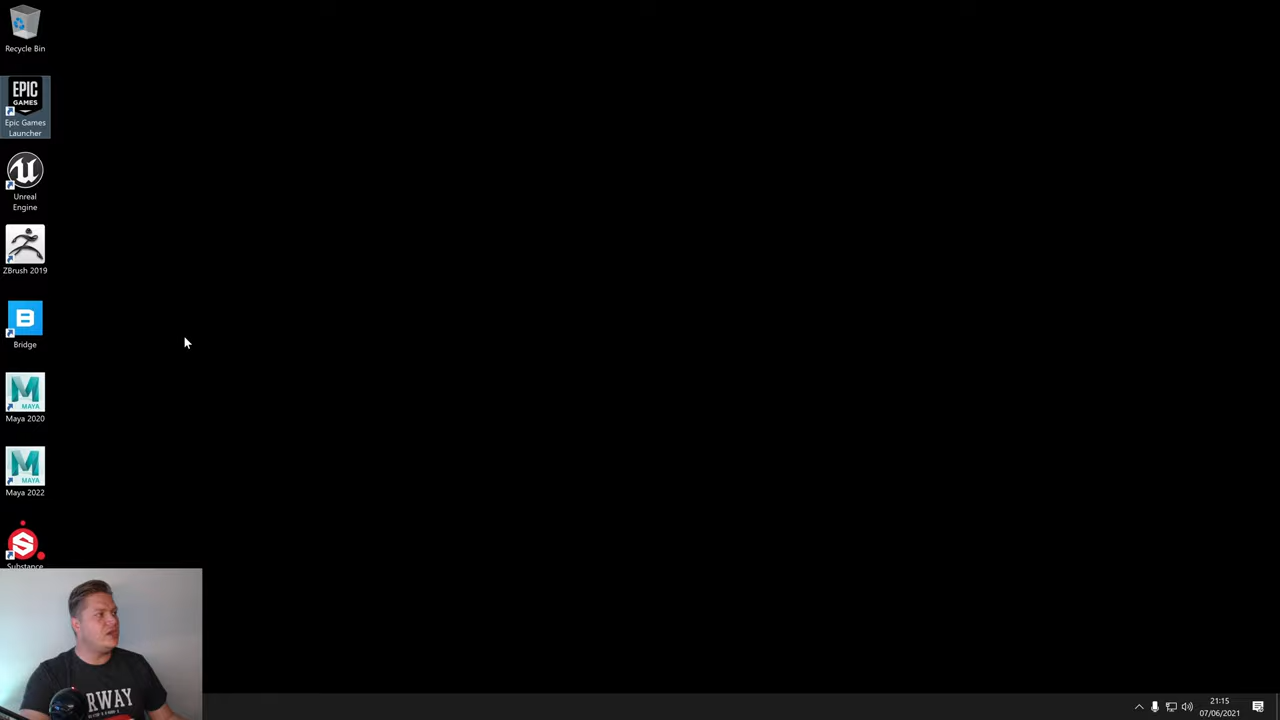 Recycle Bin
EPIC
GAMES
Epic Games
Launcher
Unreal
Engine
ZBrush 2019
B
Bridge
M
MAYA
Maya 2020
M
MAYA
Maya 2022
S
Substance
RWAY
21:15
07/06/2021